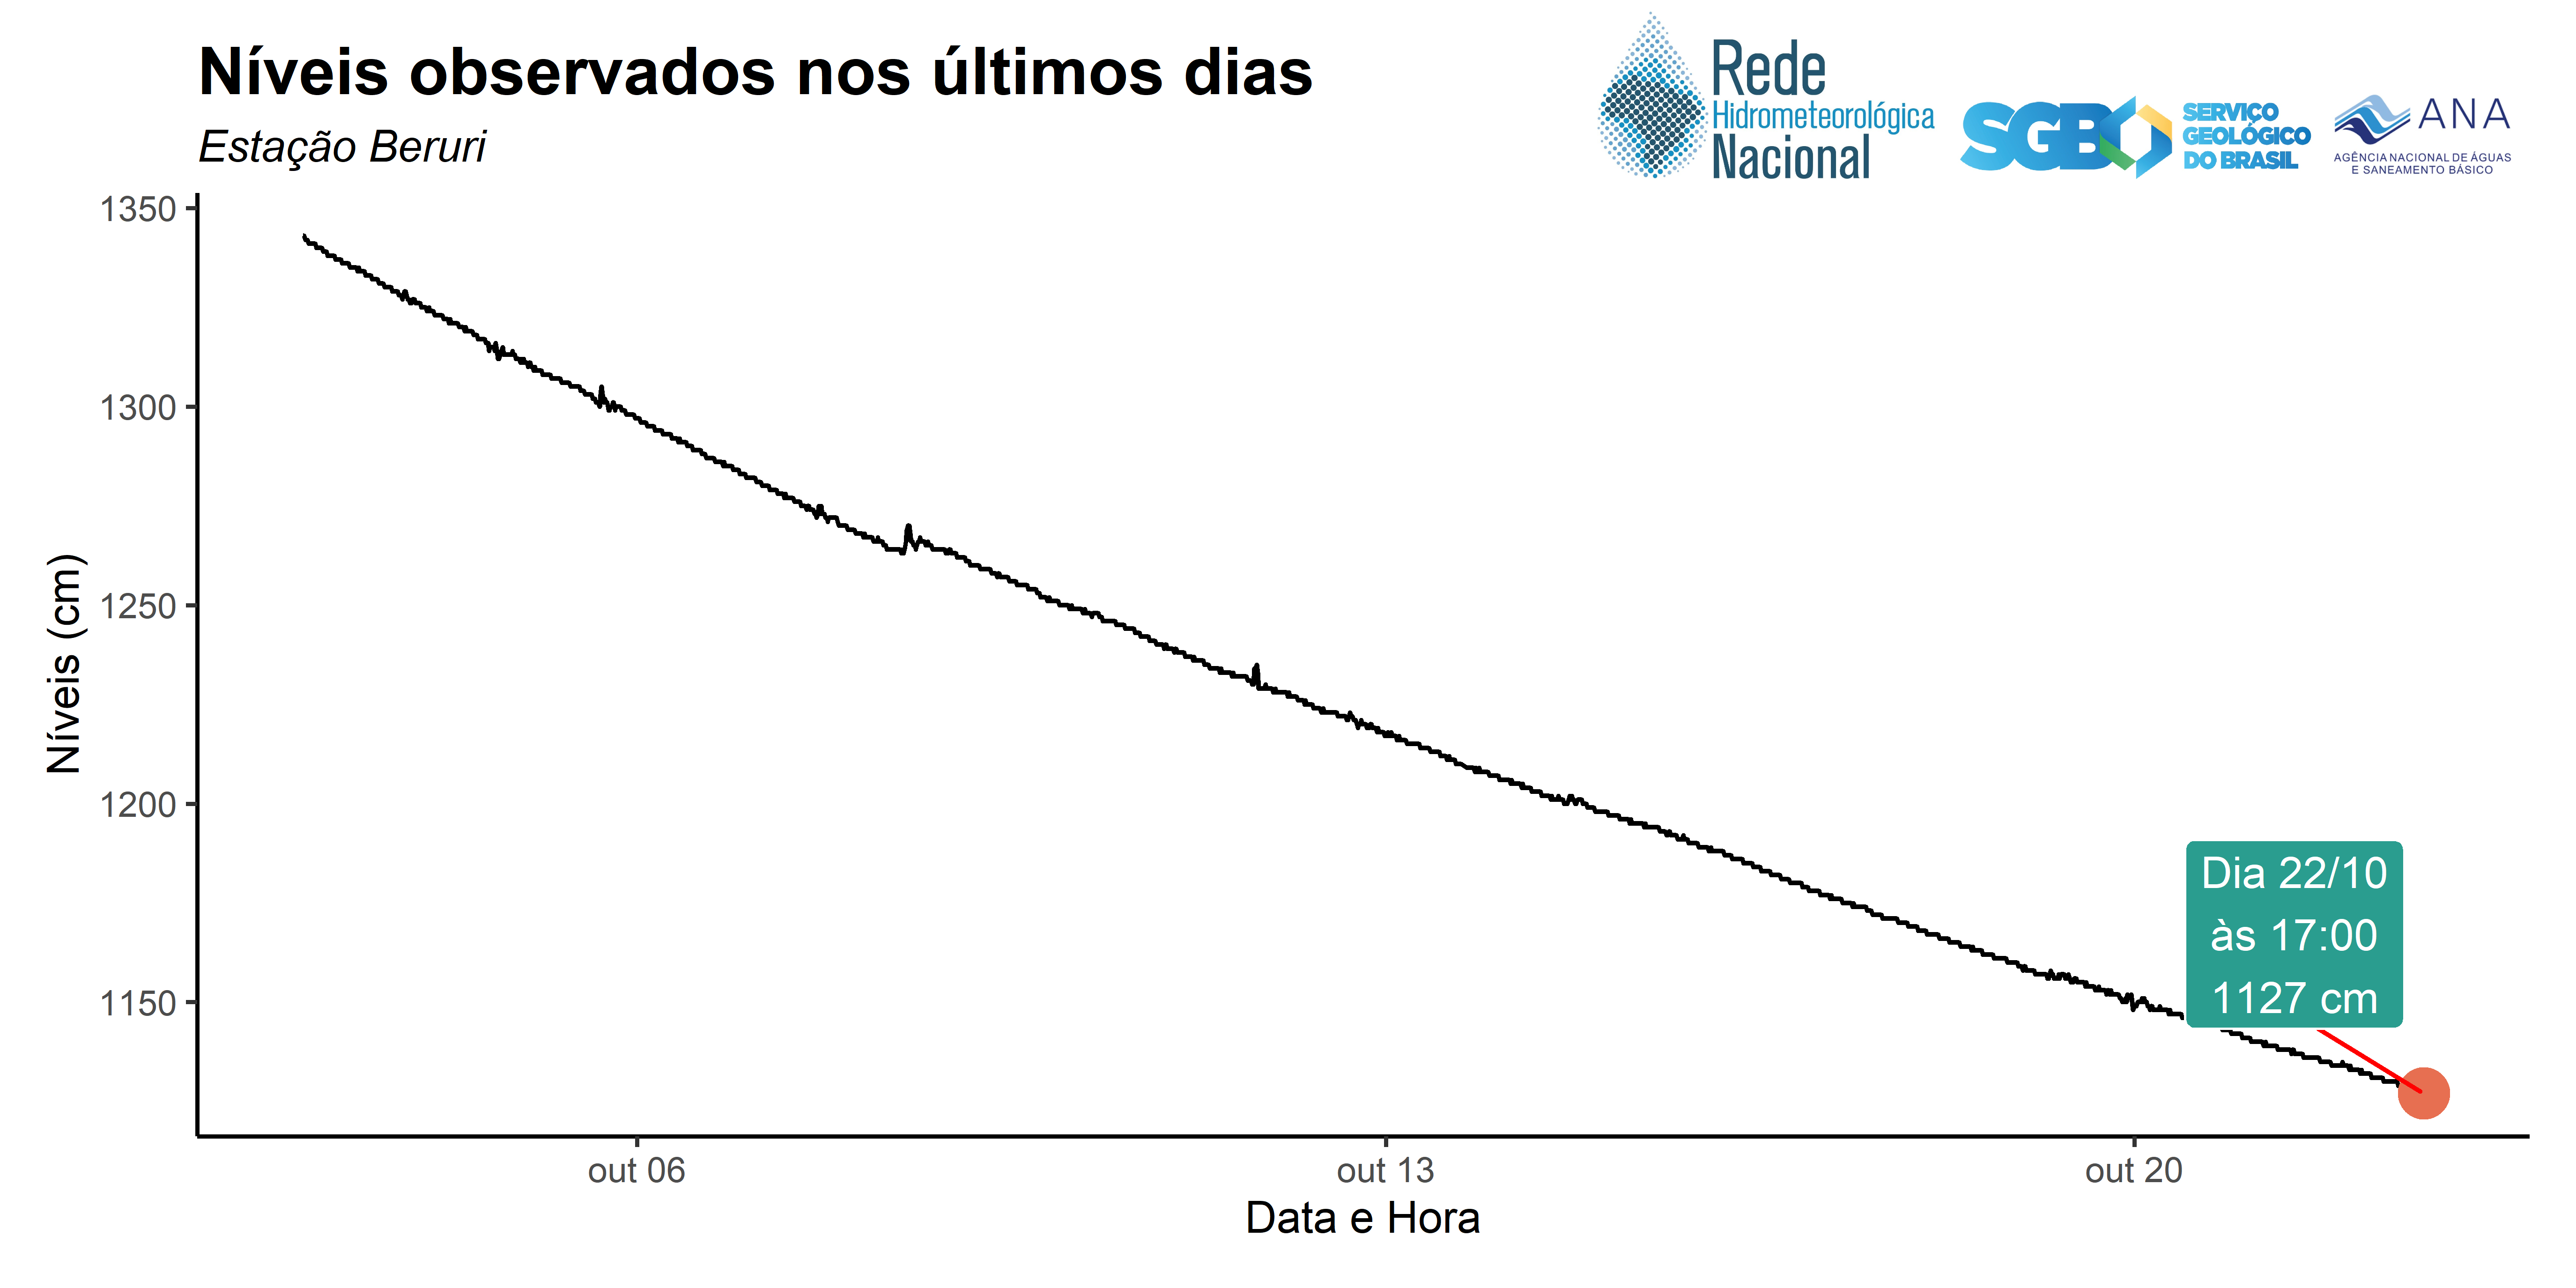 Níveis observados nos últimos dias
Estação Beruri
Rede
Hidrometeorológica
Nacional
SGB
SERVIÇO
GEOLÓGICO
DO BRASIL
ANA
AGÊNCIA NACIONAL DE ÁGUAS
E SANEAMENTO BÁSICO
Níveis (cm)
1350
1300
1250
1200
1150
Dia 22/10
às 17:00
1127 cm
out 06
out 13
out 20
Data e Hora